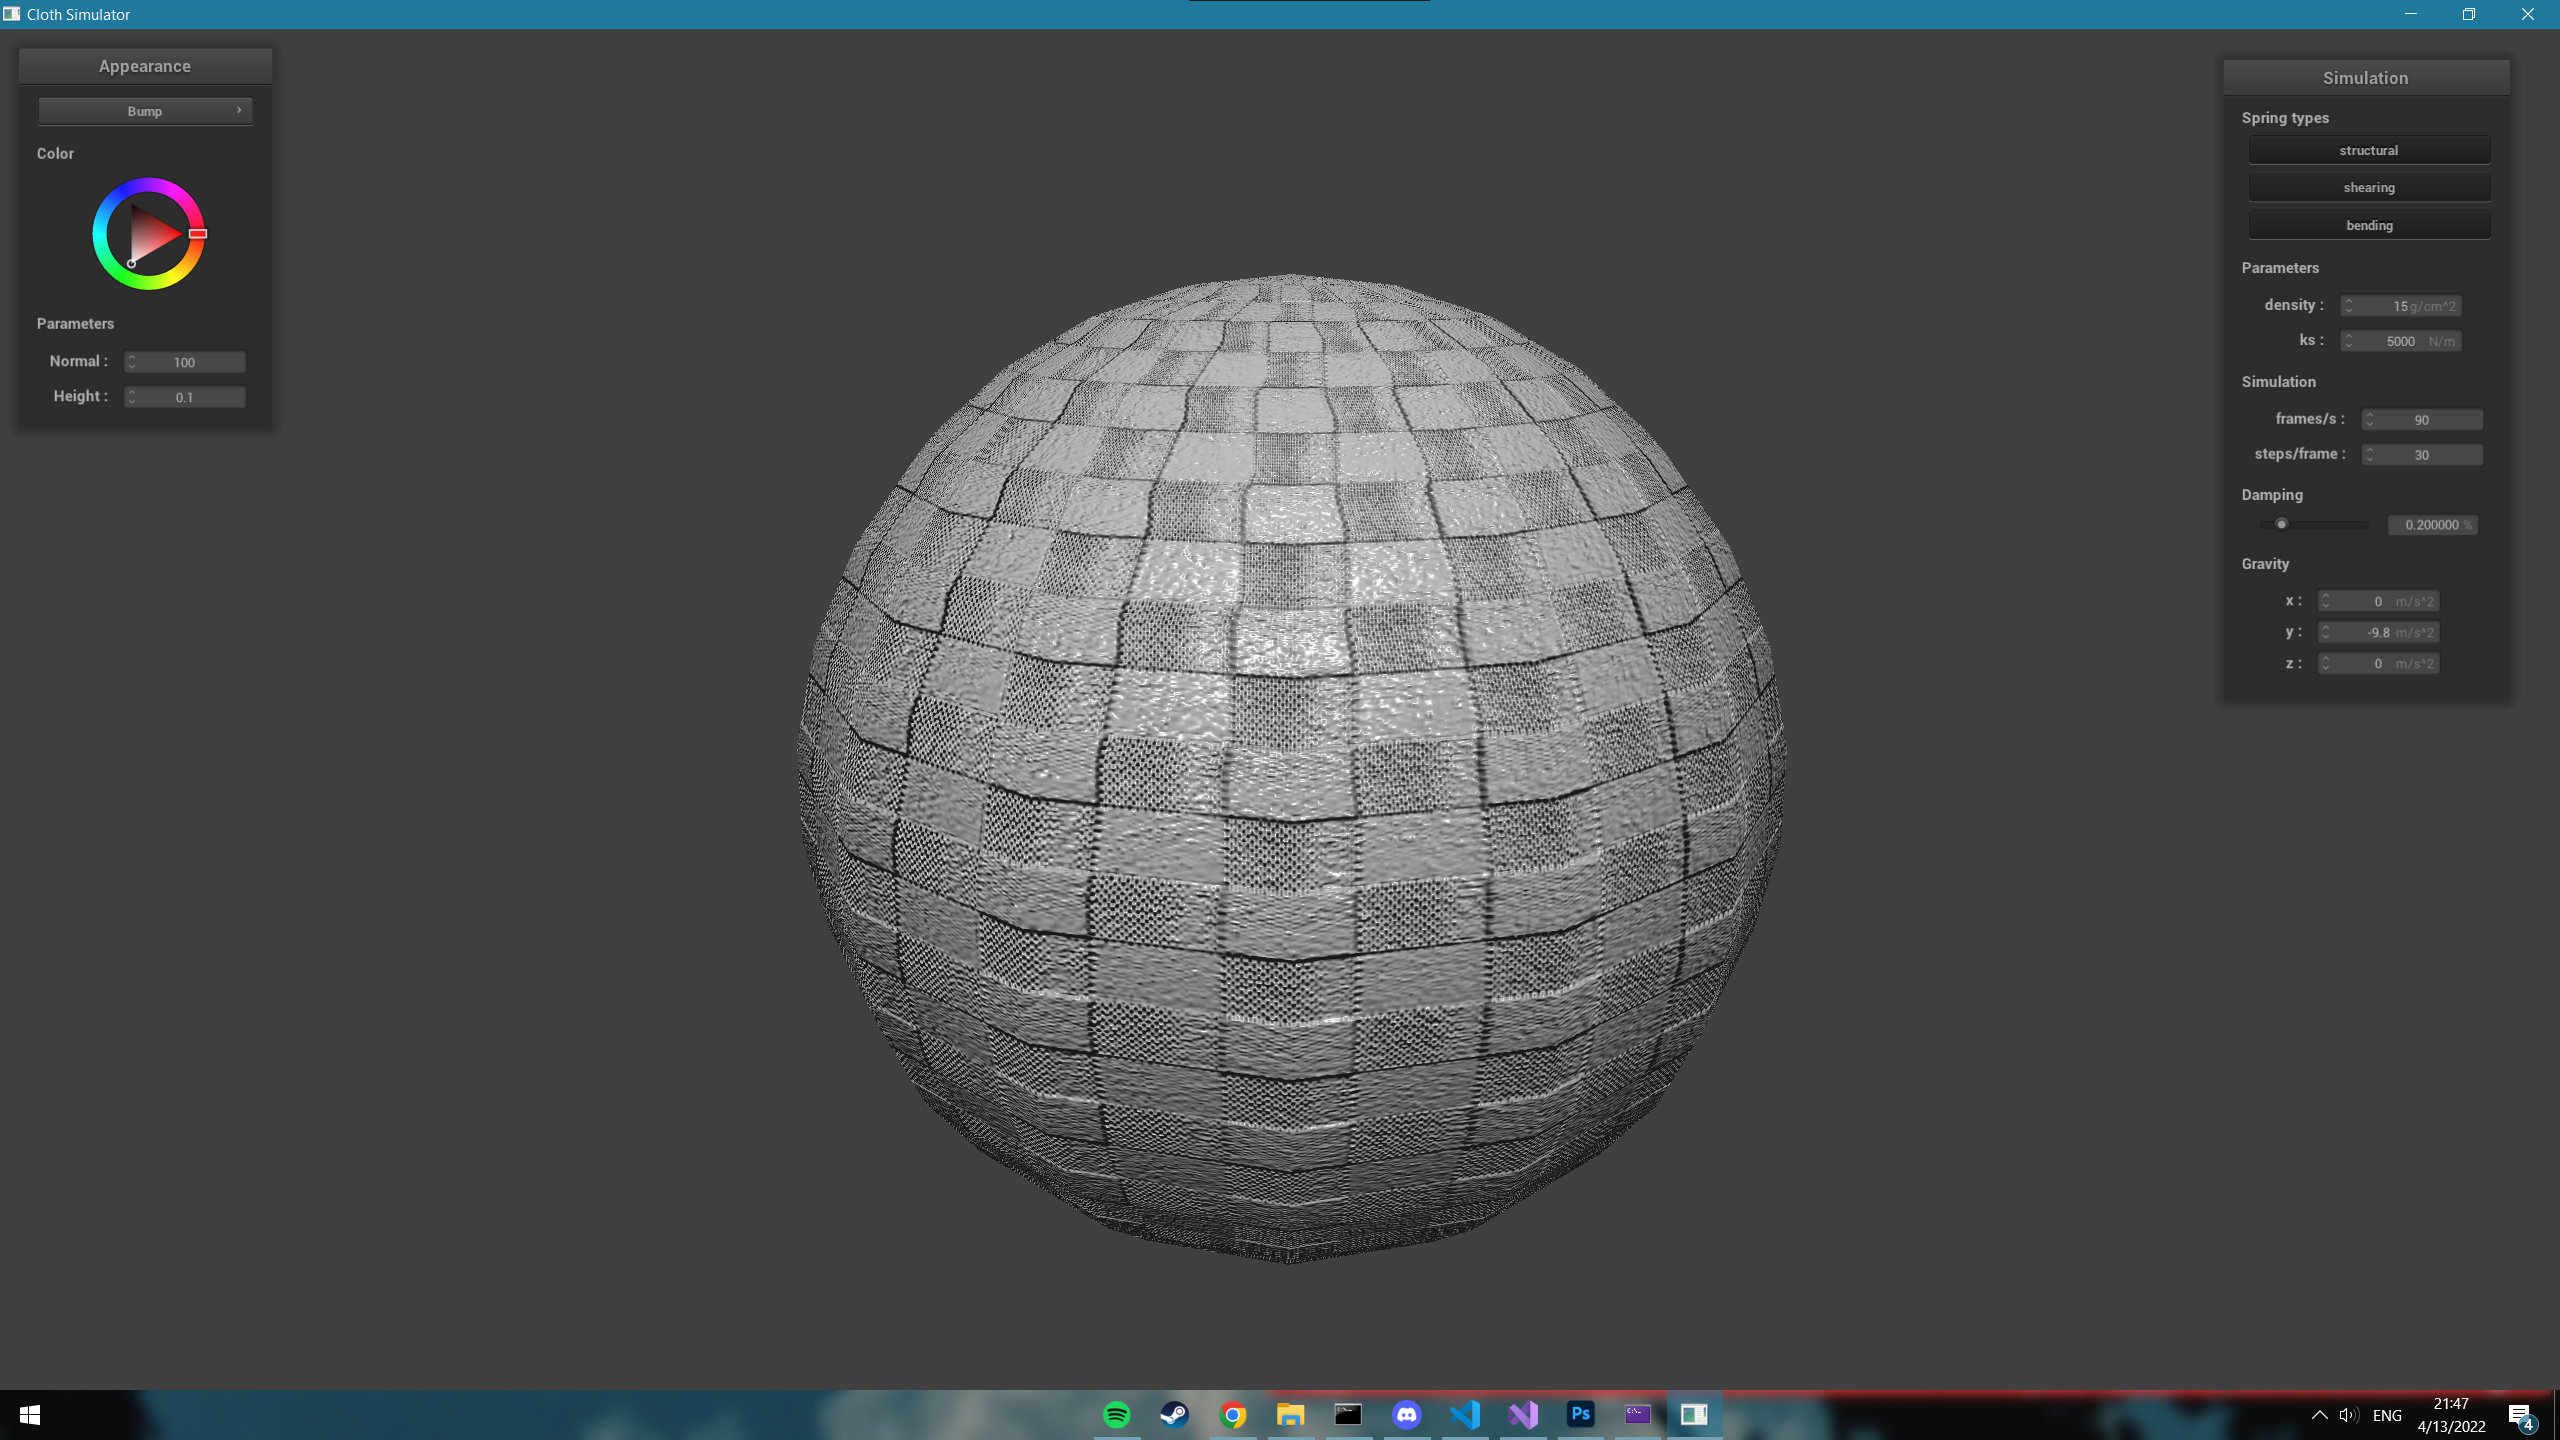 Cloth Simulator
Appearance
Bump
Color
Parameters
Normal : 100
Height : 0.1
Simulation
Spring types
structural
shearing
bending
Parameters
density : 15 g/cm^2
ks : 5000 N/m
Simulation
frames/s : 90
steps/frame : 30
Damping
0.200000 %
Gravity
x : 0 m/s^2
y : -9.8 m/s^2
z : 0 m/s^2
Ps
ENG
21:47
4/13/2022
4